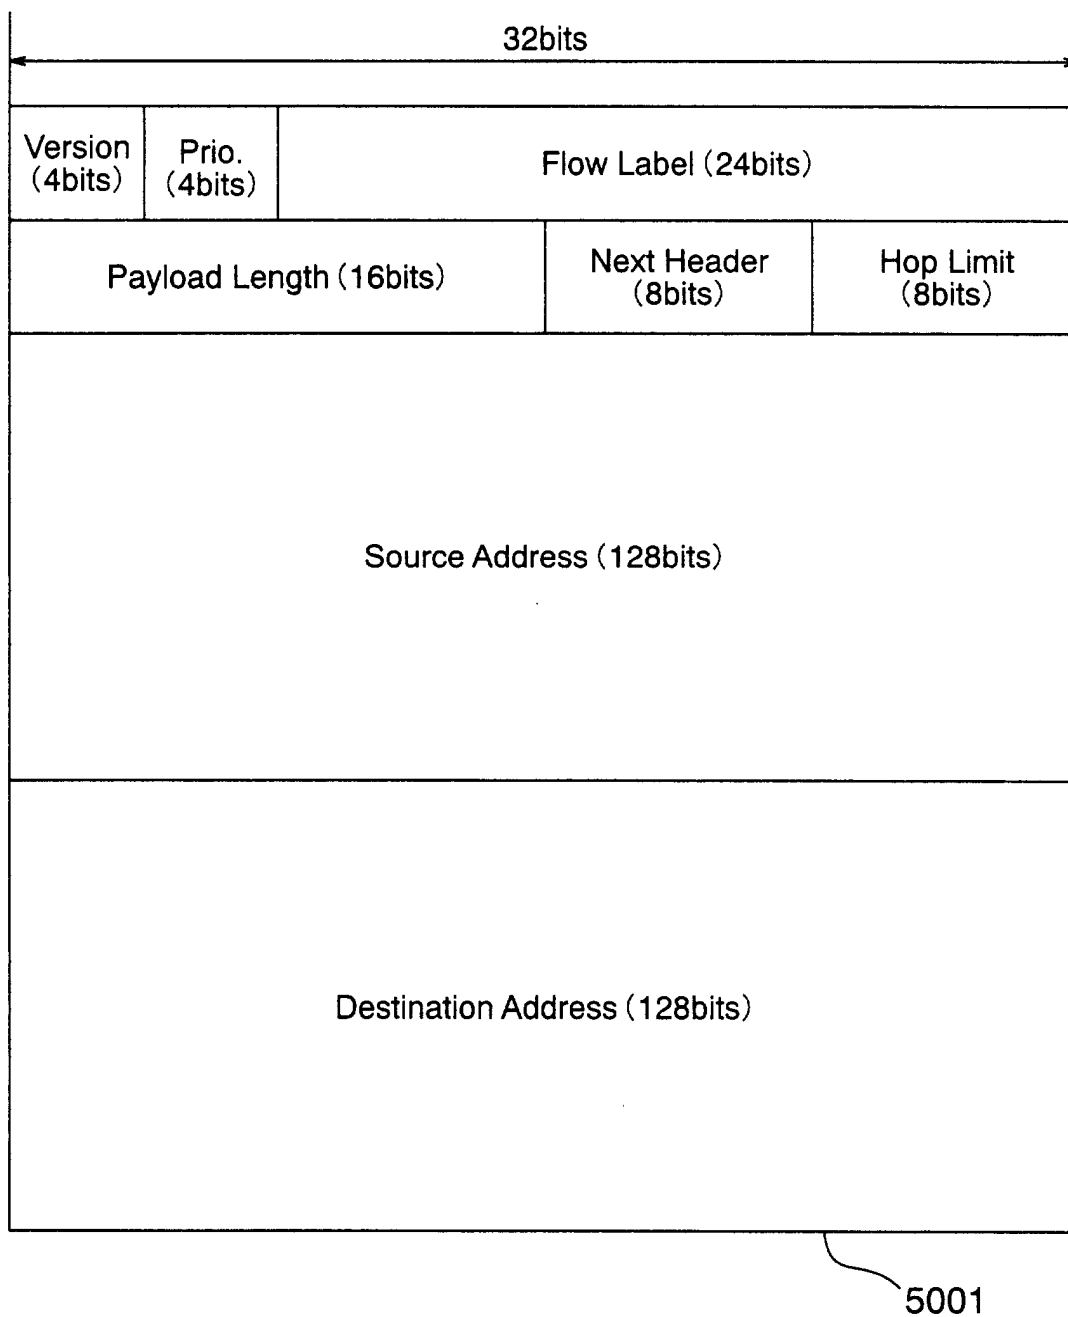 32bits
Version
(4bits)
Prio.
(4bits)
Flow Label (24bits)
Payload Length (16bits)
Next Header
(8bits)
Hop Limit
(8bits)
Source Address (128bits)
Destination Address (128bits)
5001